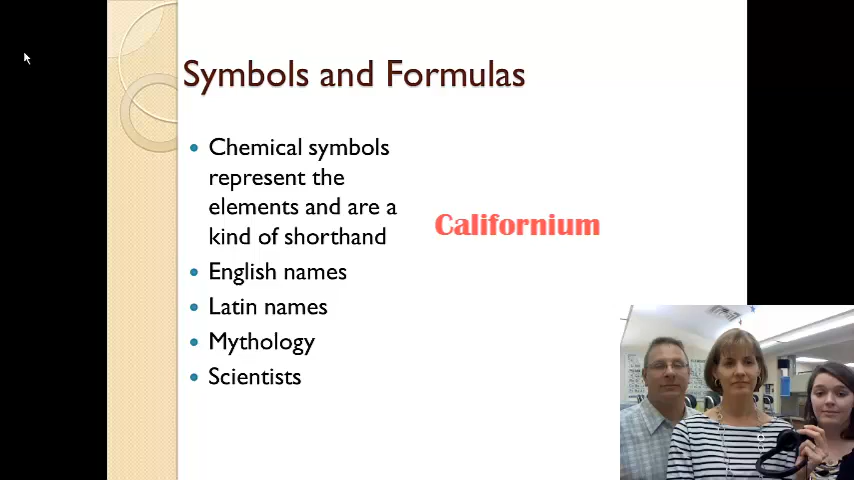 Symbols and Formulas
Chemical symbols
represent the
elements and are a
kind of shorthand
English names
Latin names
Mythology
Scientists
Californium